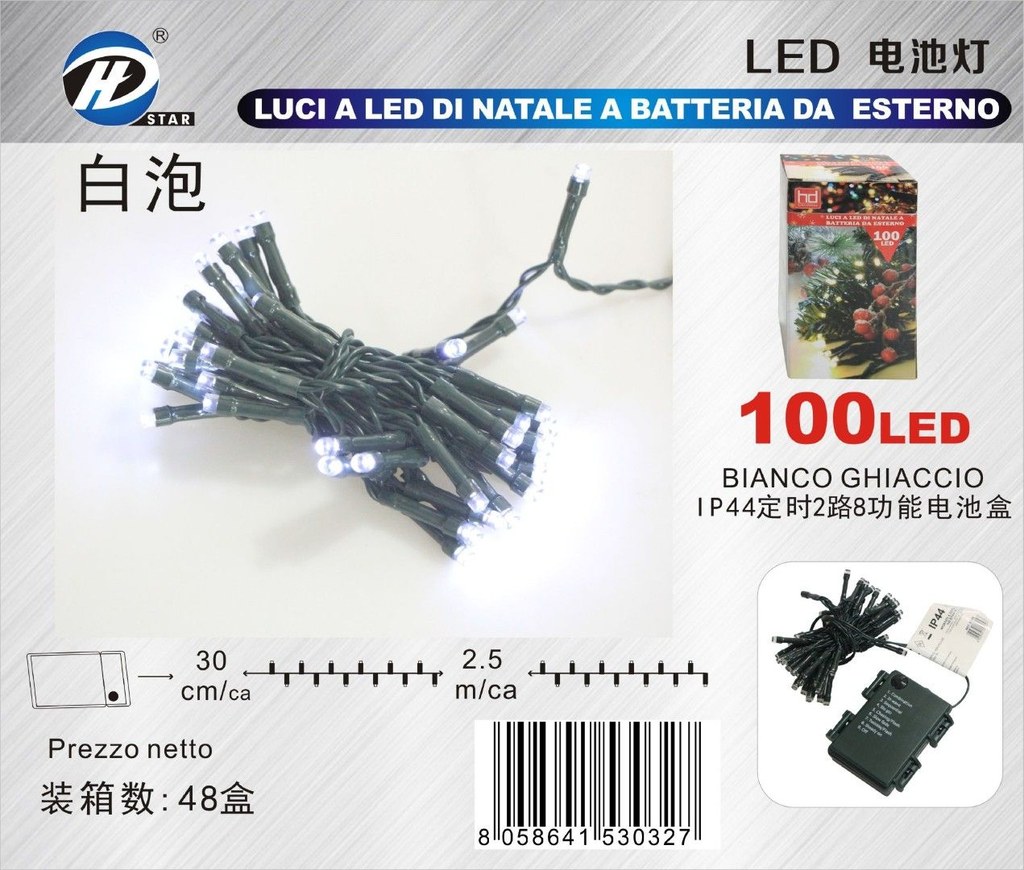 H
®
STAR
LED 电池灯
LUCI A LED DI NATALE A BATTERIA DA ESTERNO
白泡
hd
LUCI A LED DI NATALE A
BATTERIA DA ESTERNO
100
LED
100LED
BIANCO GHIACCIO
IP44定时2路8功能电池盒
IP44
30
cm/ca
2.5
m/ca
Prezzo netto
装箱数: 48盒
8 058641 530327